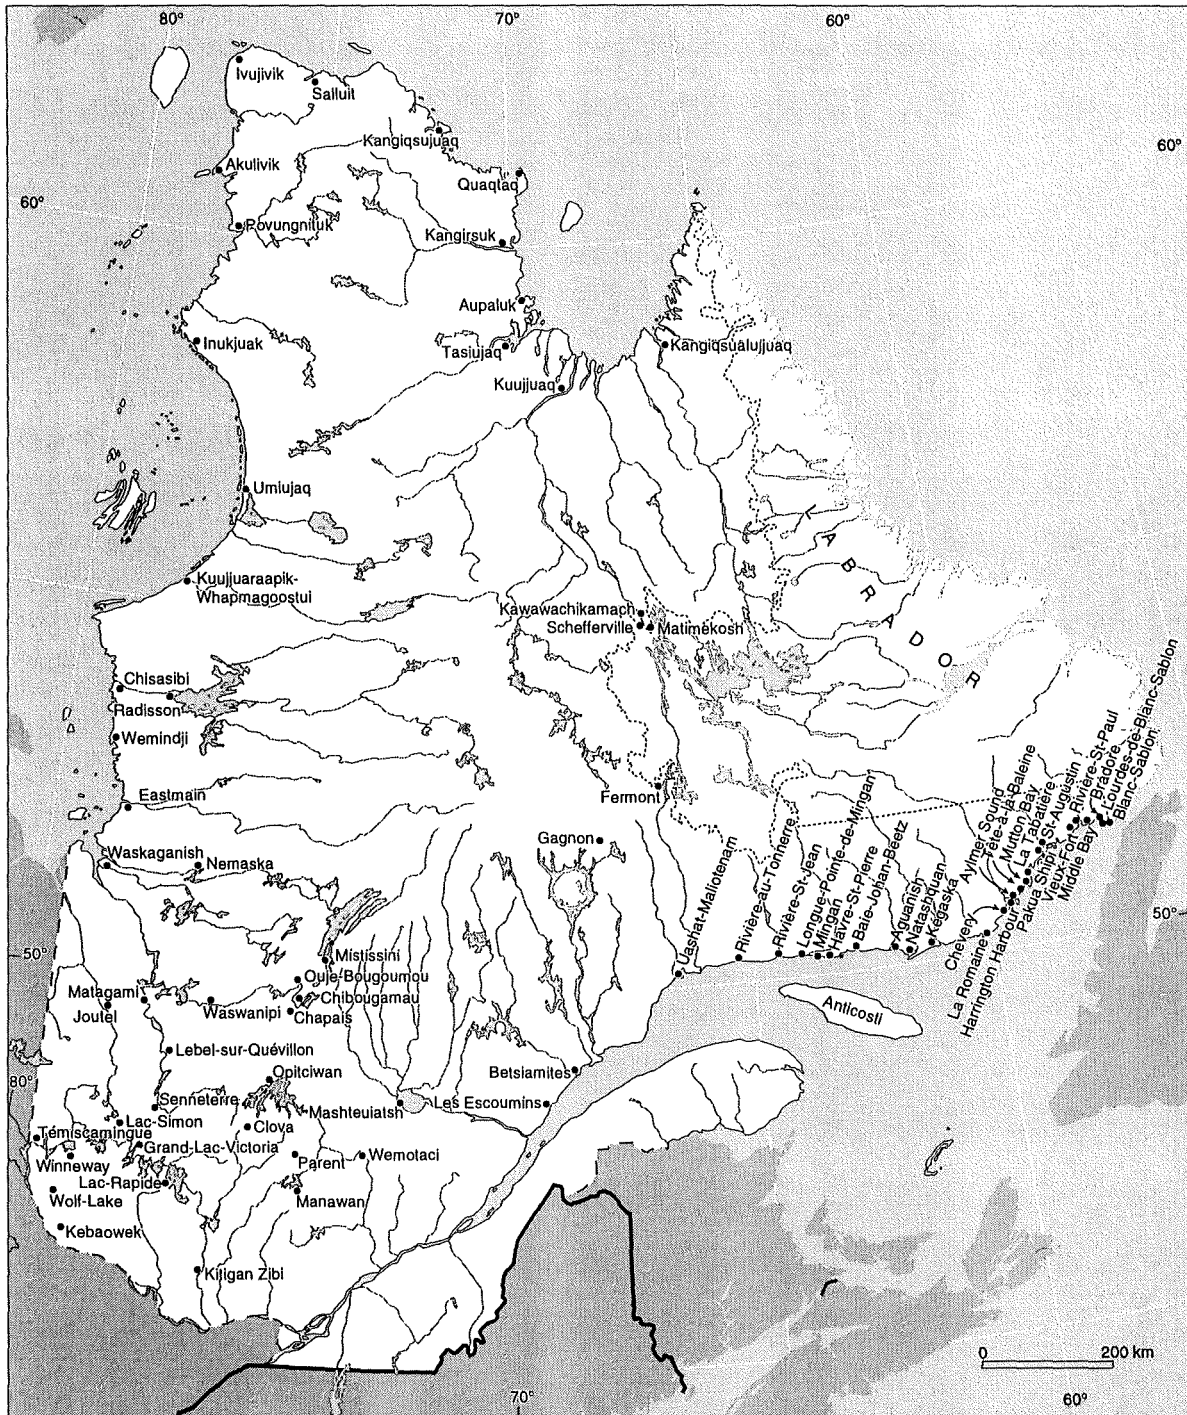 80°
70°
60°
Ivujivik
Salluit
Kangiqsujuaq
60°
Akulivik
Quaqtaq
60°
Povungnituk
Kangirsuk
Aupaluk
Inukjuak
Tasiujaq
Kangiqsualujjuaq
Kuujjuaq
Umiujaq
LABRADOR
Kuujjuaraapik-
Whapmagoostui
Kawawachikamach
Schefferville
Matimekosh
Chisasibi
Radisson
Wemindji
Eastmain
Fermont
Gagnon
Waskaganish
Nemaska
Uashat-Maliotenam
Rivière-au-Tonnerre
Rivière-St-Jean
Longue-Pointe-de-Mingan
Mingan
Havre-St-Pierre
Baie-Johan-Beetz
Aguanish
Natashquan
Kegaska
La Romaine
Chevery
Harrington Harbour
Aylmer Sound
Tête-à-la-Baleine
Mutton Bay
La Tabatière
Pakua Shipi
St-Augustin
Vieux-Fort
Rivière-St-Paul
Middle Bay
Bradore
Lourdes-de-Blanc-Sablon
Blanc-Sablon
50°
50°
Mistissini
Ouje-Bougoumou
Matagami
Joutel
Waswanipi
Chibougamau
Chapais
Anticosti
Lebel-sur-Quévillon
80°
Opitciwan
Betsiamites
Senneterre
Mashteuiatsh
Les Escoumins
Lac-Simon
Clova
Témiscamingue
Grand-Lac-Victoria
Winneway
Parent
Wemotaci
Lac-Rapide
Wolf-Lake
Manawan
Kebaowek
Kitigan Zibi
0
200 km
70°
60°